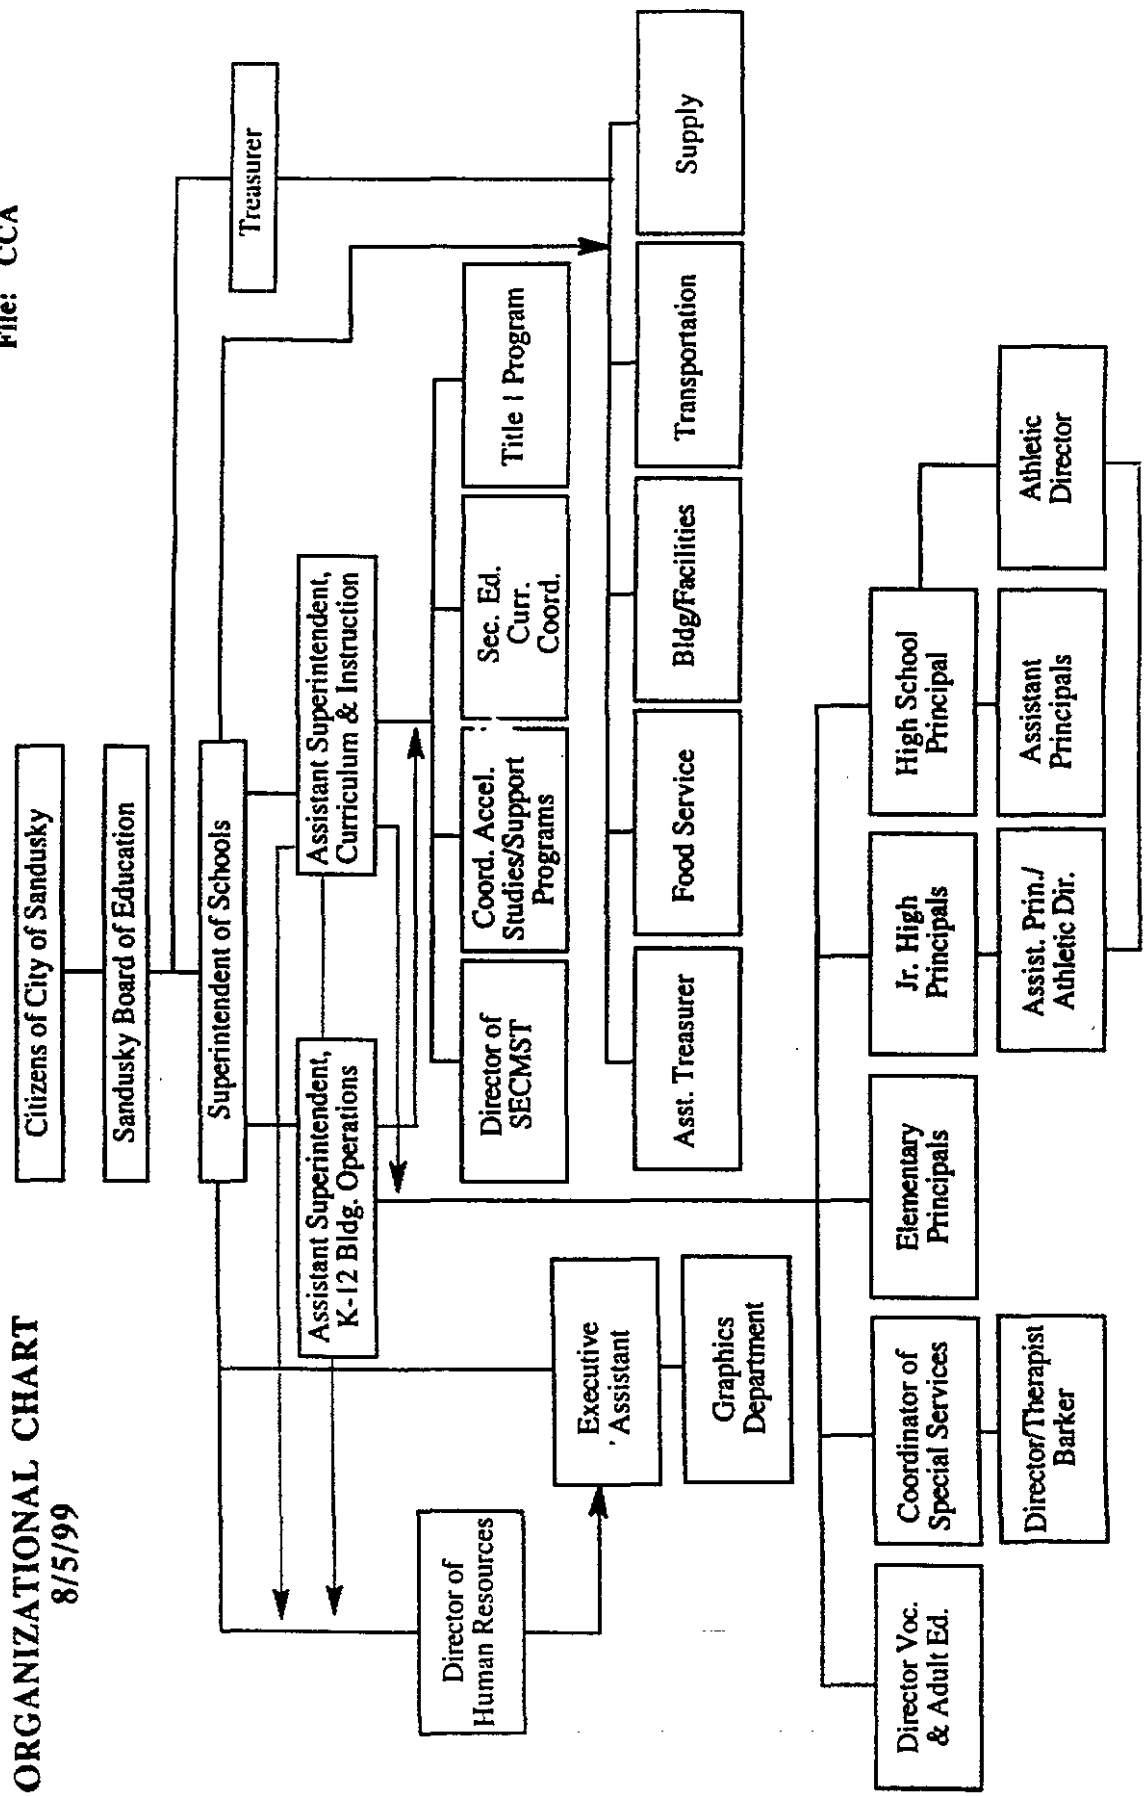 ORGANIZATIONAL CHART
8/5/99
File: CCA
Citizens of City of Sandusky
Sandusky Board of Education
Superintendent of Schools
Treasurer
Assistant Superintendent,
K-12 Bldg. Operations
Assistant Superintendent,
Curriculum & Instruction
Director of
Human Resources
Director of
SECMST
Coord. Accel.
Studies/Support
Programs
Sec. Ed.
Curr.
Coord.
Title I Program
Executive
'Assistant
Graphics
Department
Asst. Treasurer
Food Service
Bldg/Facilities
Transportation
Supply
Director Voc.
& Adult Ed.
Coordinator of
Special Services
Elementary
Principals
Jr. High
Principals
High School
Principal
Director/Therapist
Barker
Assist. Prin./
Athletic Dir.
Assistant
Principals
Athletic
Director